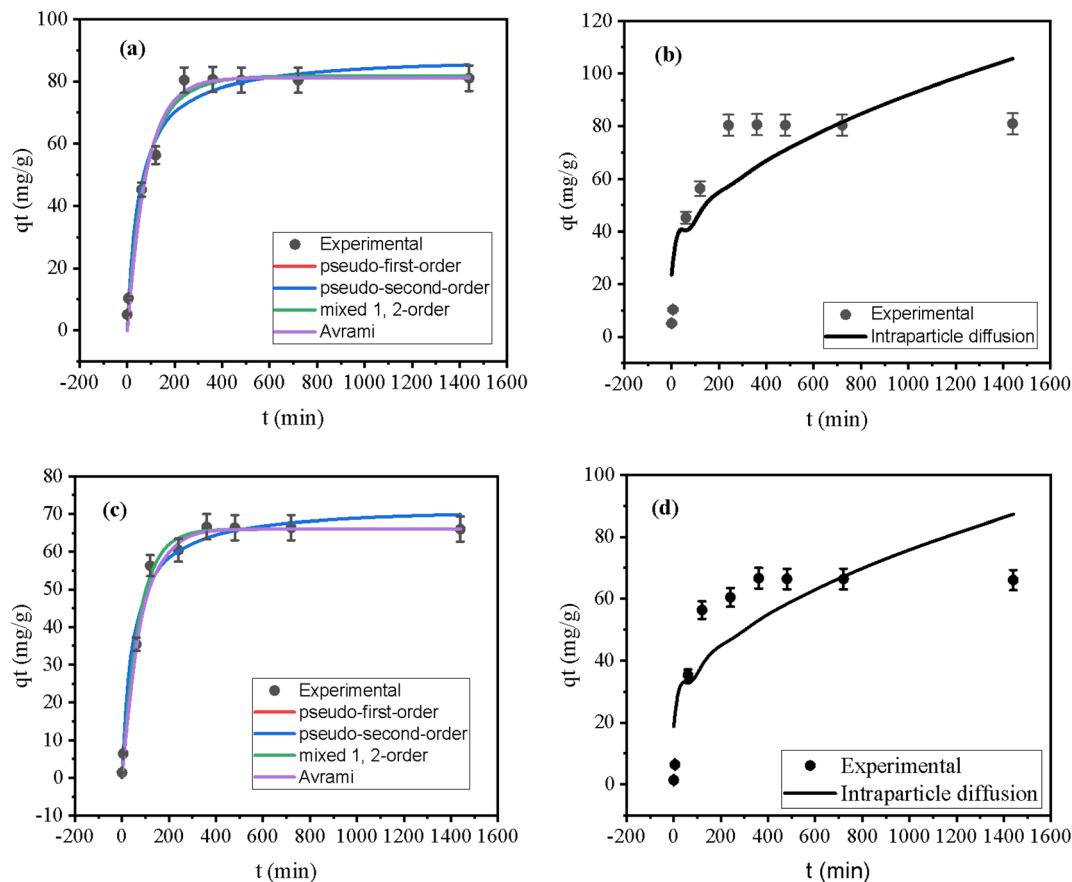 (a)
qt (mg/g)
100
80
60
40
20
0
Experimental
pseudo-first-order
pseudo-second-order
mixed 1, 2-order
Avrami
-200 0 200 400 600 800 1000 1200 1400 1600
t (min)
(b)
qt (mg/g)
120
100
80
60
40
20
0
Experimental
Intraparticle diffusion
-200 0 200 400 600 800 1000 1200 1400 1600
t (min)
(c)
qt (mg/g)
80
70
60
50
40
30
20
10
0
-10
Experimental
pseudo-first-order
pseudo-second-order
mixed 1, 2-order
Avrami
-200 0 200 400 600 800 1000 1200 1400 1600
t (min)
(d)
qt (mg/g)
100
80
60
40
20
0
Experimental
Intraparticle diffusion
-200 0 200 400 600 800 1000 1200 1400 1600
t (min)